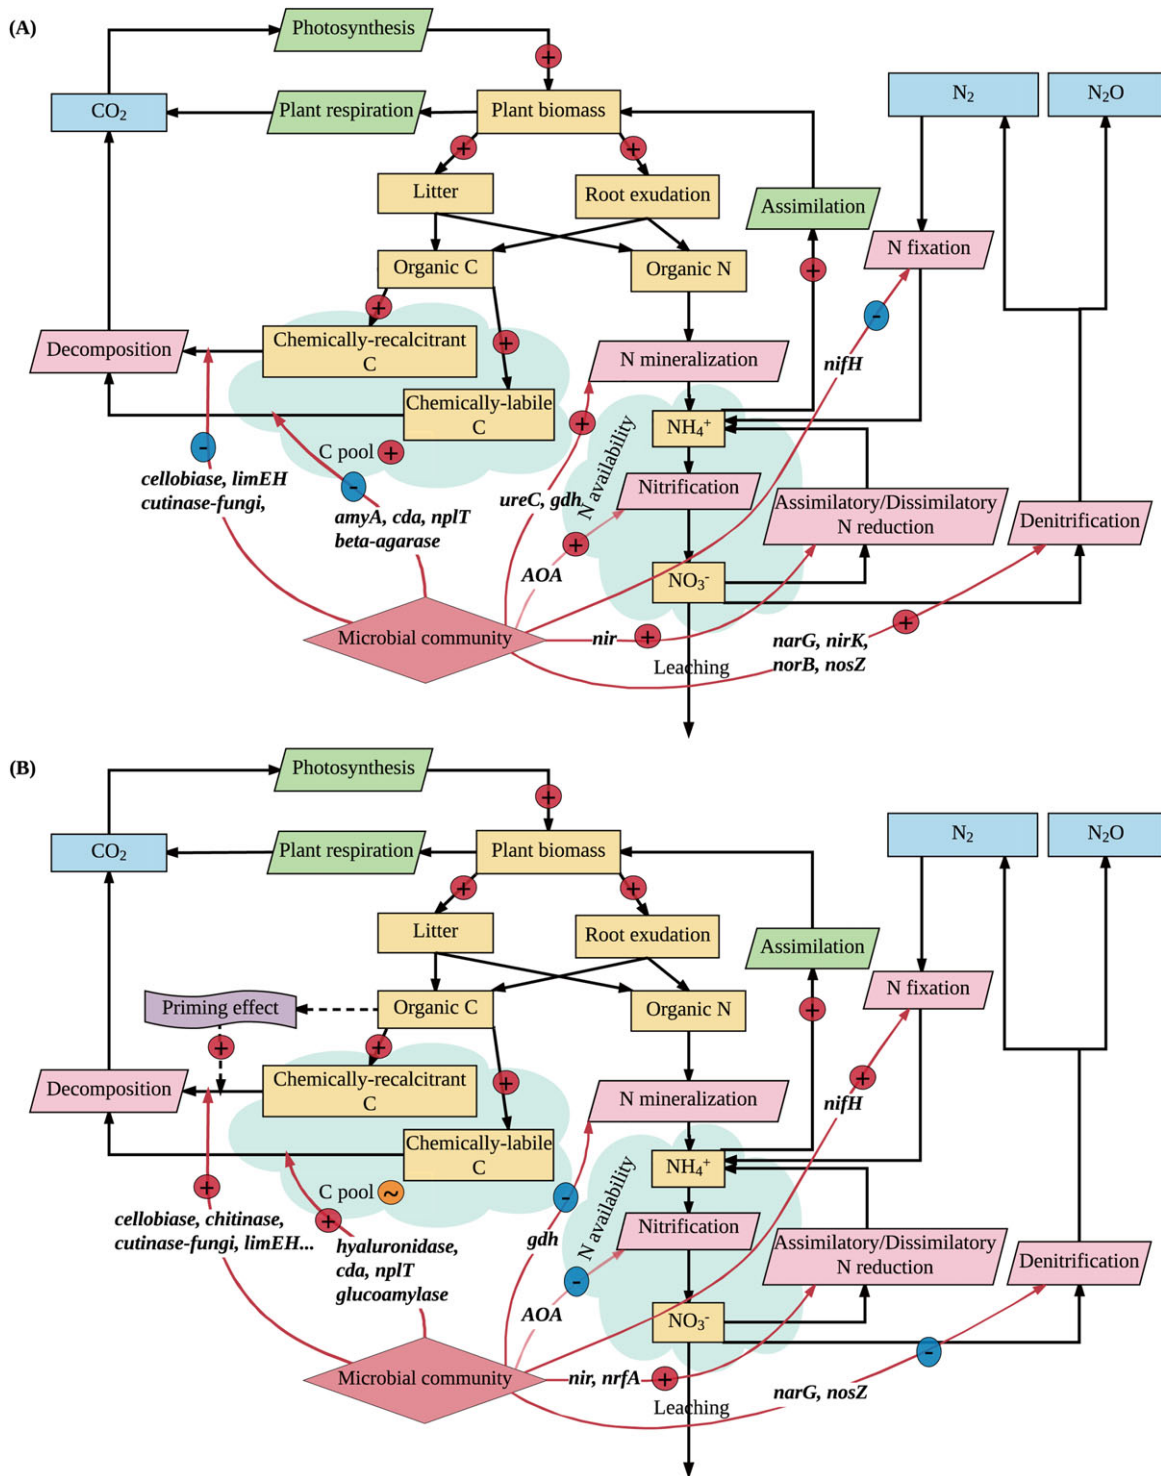 (A)
Photosynthesis
+
CO₂
Plant respiration
Plant biomass
N₂
N₂O
+
+
Litter
Root exudation
Assimilation
N fixation
Organic C
Organic N
+
+
-
+
Decomposition
Chemically-recalcitrant
C
+
N mineralization
nifH
Chemically-labile
C
NH₄⁺
C pool +
+
-
cellobiase, limEH
cutinase-fungi,
-
amyA, cda, nplT
beta-agarase
ureC, gdh
N availability
Nitrification
Assimilatory/Dissimilatory
N reduction
Denitrification
+
AOA
NO₃⁻
Microbial community
nir
+
+
narG, nirK,
norB, nosZ
Leaching
(B)
Photosynthesis
+
CO₂
Plant respiration
Plant biomass
N₂
N₂O
+
+
Litter
Root exudation
Assimilation
N fixation
Priming effect
Organic C
Organic N
+
+
+
+
Decomposition
Chemically-recalcitrant
C
+
N mineralization
+
nifH
Chemically-labile
C
NH₄⁺
C pool ~
+
-
cellobiase, chitinase,
cutinase-fungi, limEH...
+
hyaluronidase,
cda, nplT
glucoamylase
gdh
N availability
Nitrification
Assimilatory/Dissimilatory
N reduction
Denitrification
-
AOA
NO₃⁻
-
Microbial community
nir, nrfA
+
narG, nosZ
Leaching